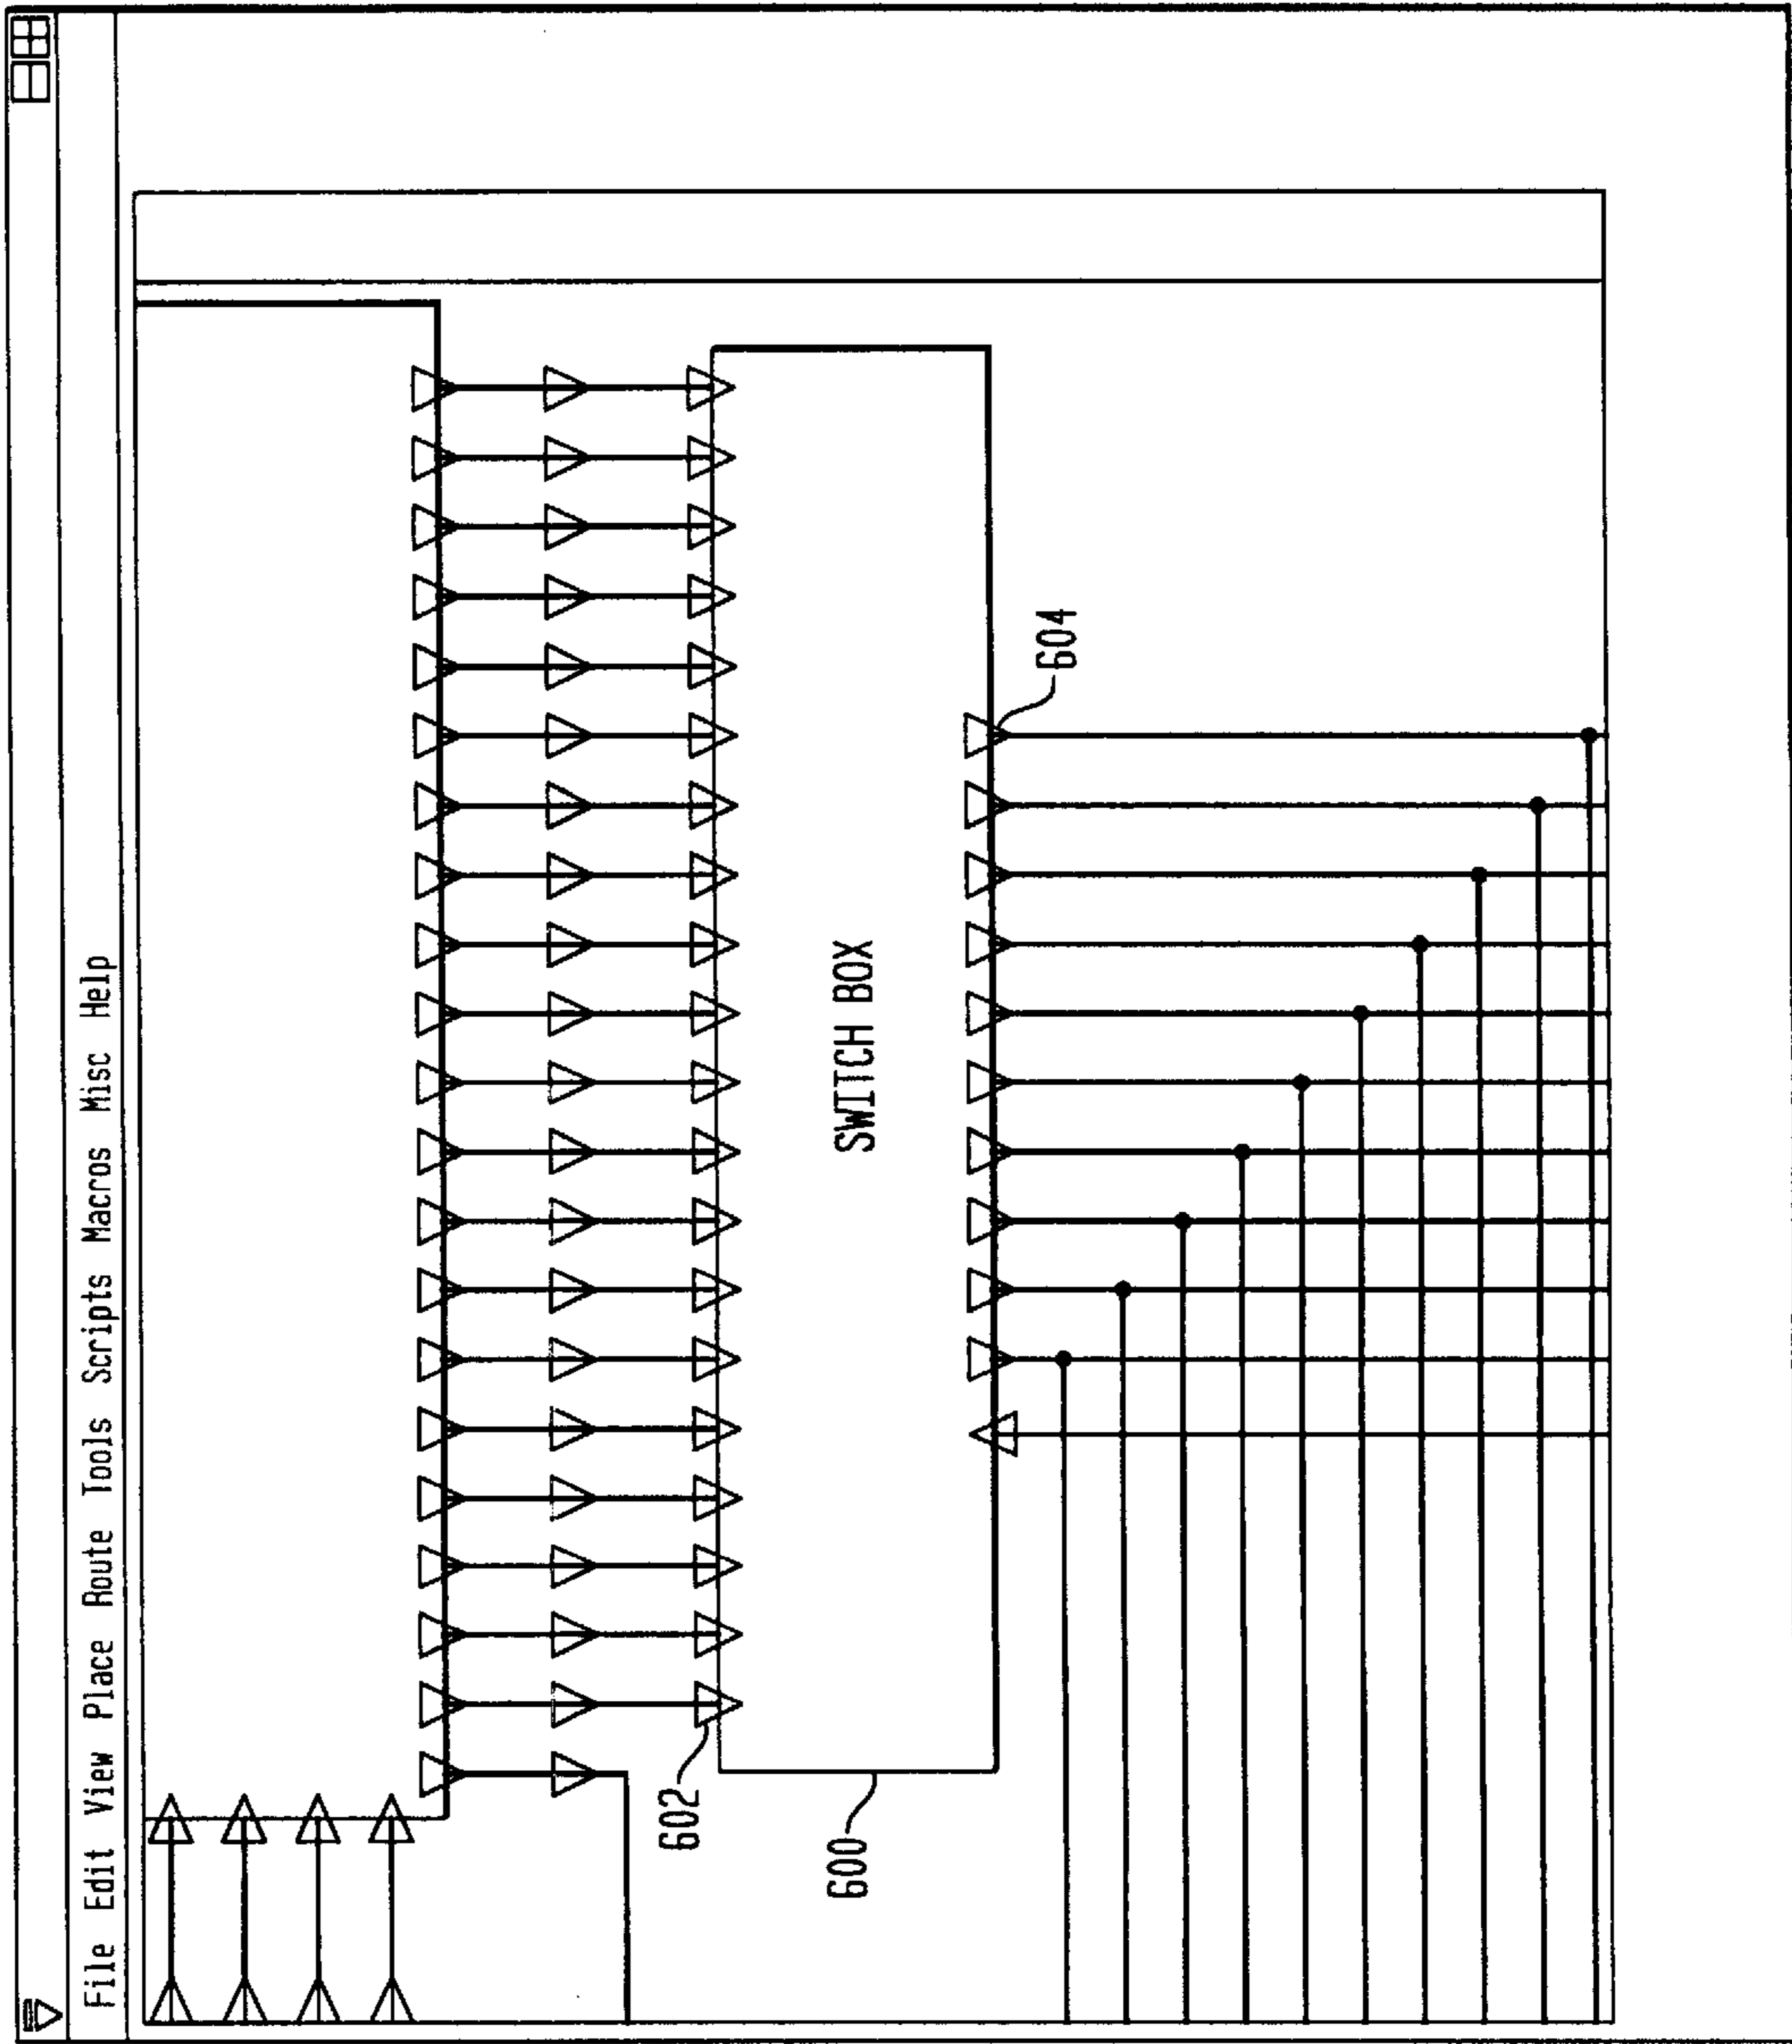 File Edit View Place Route Tools Scripts Macros Misc Help
602
600
SWITCH BOX
604